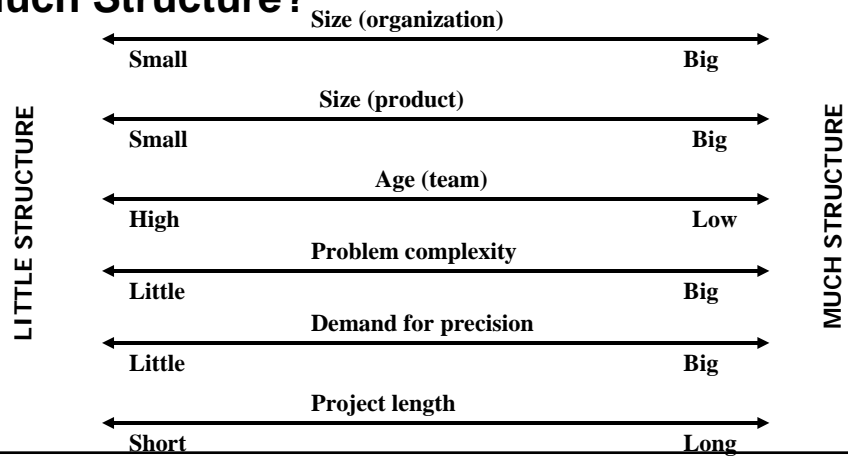 uch Structure?
Size (organization)
Small Big
Size (product)
Small Big
Age (team)
High Low
Problem complexity
Little Big
Demand for precision
Little Big
Project length
Short Long
LITTLE STRUCTURE
MUCH STRUCTURE